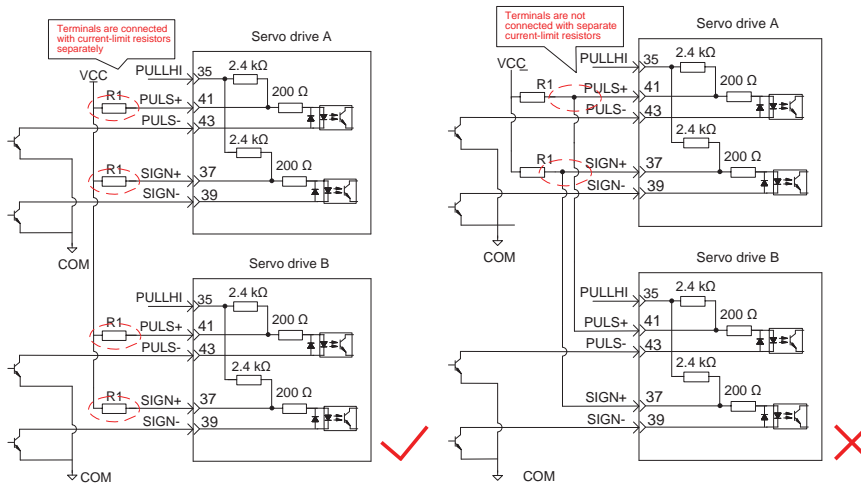 Terminals are connected
with current-limit resistors
separately
Servo drive A
VCC
PULLHI
35
2.4 kΩ
R1
PULS+
41
200 Ω
PULS-
43
2.4 kΩ
R1
SIGN+
37
200 Ω
SIGN-
39
COM
Servo drive B
PULLHI
35
2.4 kΩ
R1
PULS+
41
200 Ω
PULS-
43
2.4 kΩ
R1
SIGN+
37
200 Ω
SIGN-
39
COM
Terminals are not
connected with separate
current-limit resistors
Servo drive A
VCC
PULLHI
35
2.4 kΩ
R1
PULS+
41
200 Ω
PULS-
43
2.4 kΩ
R1
SIGN+
37
200 Ω
SIGN-
39
COM
Servo drive B
PULLHI
35
2.4 kΩ
PULS+
41
200 Ω
PULS-
43
2.4 kΩ
SIGN+
37
200 Ω
SIGN-
39
COM